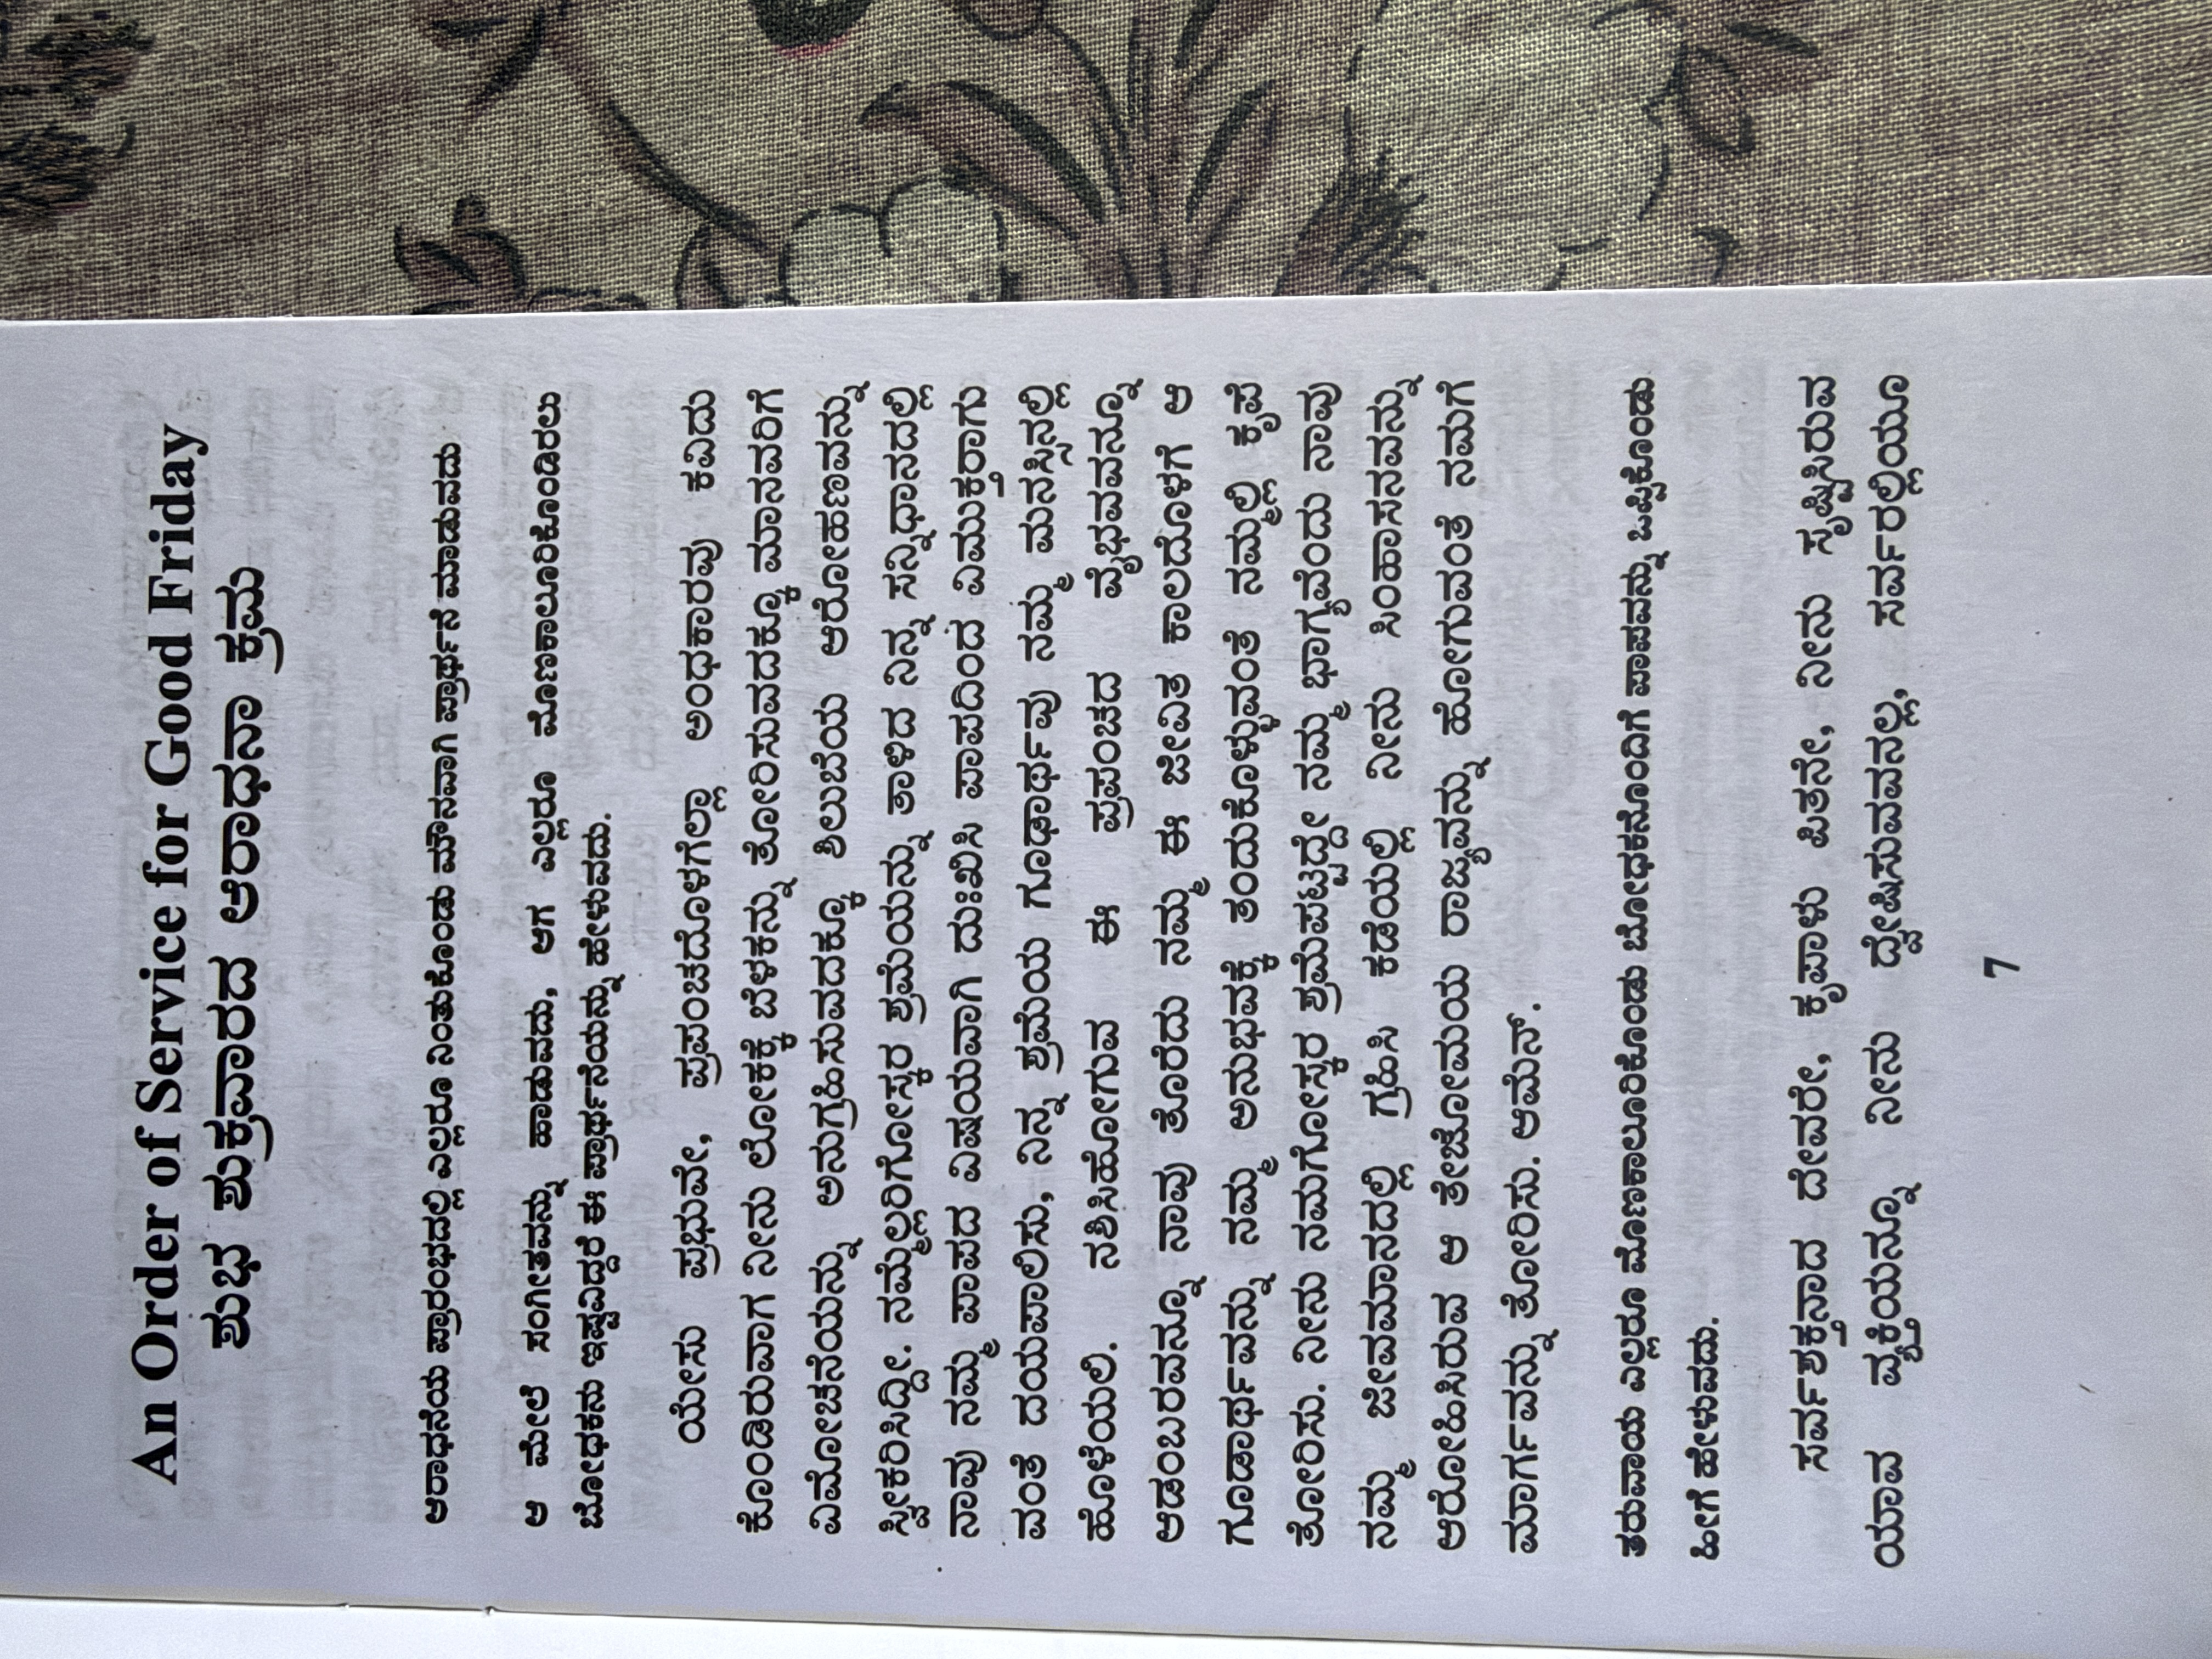 An Order of Service for Good Friday
ಶುಭ ಶುಕ್ರವಾರದ ಆರಾಧನಾ ಕ್ರಮ
ಆರಾಧನೆಯ ಪ್ರಾರಂಭದಲ್ಲಿ ಎಲ್ಲರೂ ನಿಂತುಕೊಂಡು ಮೌನವಾಗಿ ಪ್ರಾರ್ಥನೆ ಮಾಡುವದು
ಆ ಮೇಲೆ ಸಂಗೀತವನ್ನು ಹಾಡುವದು, ಆಗ ಎಲ್ಲರೂ ಮೊಣಕಾಲೂರಿಕೊಂಡಿರಲು
ಬೋಧಕನು ಇಷ್ಟವಿದ್ದರೆ ಈ ಪ್ರಾರ್ಥನೆಯನ್ನು ಹೇಳುವದು.
ಯೇಸು ಪ್ರಭುವೇ, ಪ್ರಪಂಚದೊಳಗೆಲ್ಲಾ ಅಂಧಕಾರವು ಕವಿದು
ಕೊಂಡಿರುವಾಗ ನೀನು ಲೋಕಕ್ಕೆ ಬೆಳಕನ್ನು ತೋರಿಸುವದಕ್ಕೂ ಮಾನವರಿಗೆ
ವಿಮೋಚನೆಯನ್ನು ಅನುಗ್ರಹಿಸುವದಕ್ಕೂ ಶಿಲುಬೆಯ ಆರೋಹಣವನ್ನು
ಸ್ವೀಕರಿಸಿದ್ದೀ. ನಮ್ಮೆಲ್ಲರಿಗೋಸ್ಕರ ಶ್ರಮೆಯನ್ನು ತಾಳಿದ ನಿನ್ನ ಸನ್ನಿಧಾನದಲ್ಲಿ
ನಾವು ನಮ್ಮ ಪಾಪದ ವಿಷಯವಾಗಿ ದುಃಖಿಸಿ ಪಾಪದಿಂದ ವಿಮುಕ್ತರಾಗು
ವಂತೆ ದಯಪಾಲಿಸು, ನಿನ್ನ ಶ್ರಮೆಯ ಗೂಢಾರ್ಥವು ನಮ್ಮ ಮನಸ್ಸಿನಲ್ಲಿ
ಹೊಳೆಯಲಿ. ನಶಿಸಿಹೋಗುವ ಈ ಪ್ರಪಂಚದ ವೈಭವವನ್ನೂ
ಆಡಂಬರವನ್ನೂ ನಾವು ತೊರೆದು ನಮ್ಮ ಈ ಜೀವಿತ ಕಾಲದೊಳಗೆ ಆ
ಗೂಡಾರ್ಥವನ್ನು ನಮ್ಮ ಅನುಭವಕ್ಕೆ ತಂದುಕೊಳ್ಳುವಂತೆ ನಮ್ಮಲ್ಲಿ ಕೃಪೆ
ತೋರಿಸು. ನೀನು ನಮಗೋಸ್ಕರ ಶ್ರಮೆಪಟ್ಟದ್ದೇ ನಮ್ಮ ಭಾಗ್ಯವೆಂದು ನಾವು
ನಮ್ಮ ಜೀವಮಾನದಲ್ಲಿ ಗ್ರಹಿಸಿ ಕಡೆಯಲ್ಲಿ ನೀನು ಸಿಂಹಾಸನವನ್ನು
ಆರೋಹಿಸಿರುವ ಆ ತೇಜೋಮಯ ರಾಜ್ಯವನ್ನು ಹೋಗುವಂತೆ ನಮಗೆ
ಮಾರ್ಗವನ್ನು ತೋರಿಸು. ಆಮೆನ್.
ತರುವಾಯ ಎಲ್ಲರೂ ಮೊಣಕಾಲೂರಿಕೊಂಡು ಬೋಧಕನೊಂದಿಗೆ ಪಾಪವನ್ನು ಒಪ್ಪಿಕೊಂಡು
ಹೀಗೆ ಹೇಳುವದು.
ಸರ್ವಶಕ್ತನಾದ ದೇವರೇ, ಕೃಪಾಳು ಪಿತನೇ, ನೀನು ಸೃಷ್ಟಿಸಿರುವ
ಯಾವ ವ್ಯಕ್ತಿಯನ್ನೂ ನೀನು ದ್ವೇಷಿಸುವವನಲ್ಲ, ಸರ್ವರಲ್ಲಿಯೂ
7